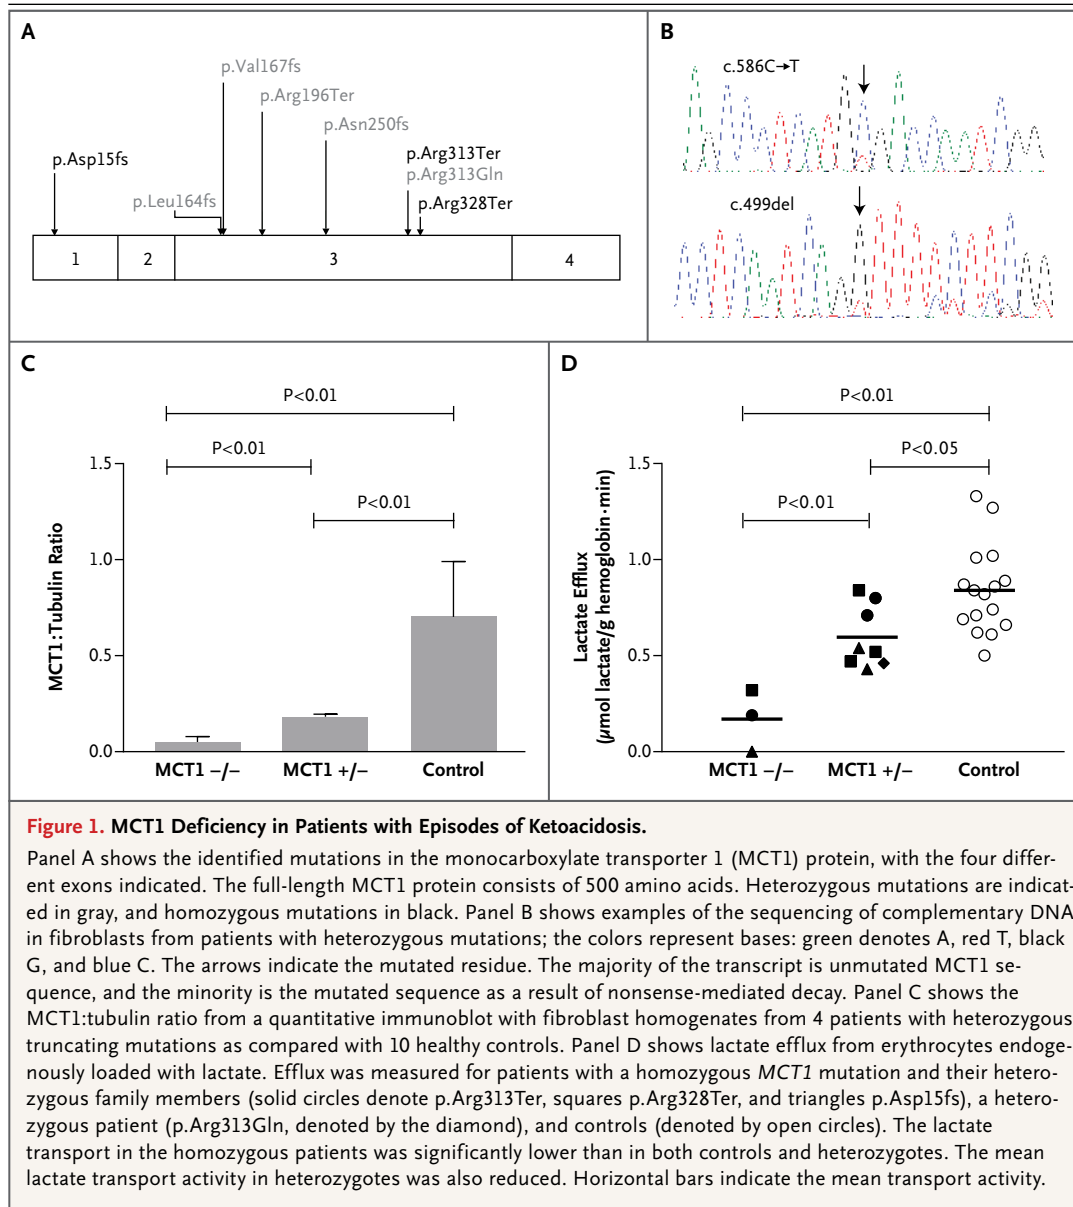 A
p.Val167fs
p.Arg196Ter
p.Asn250fs
p.Asp15fs
p.Arg313Ter
p.Arg313Gln
p.Leu164fs
p.Arg328Ter
1 2 3 4
B
c.586C→T
c.499del
C
P<0.01
P<0.01
P<0.01
MCT1:Tubulin Ratio
1.5
1.0
0.5
0.0
MCT1 –/–
MCT1 +/–
Control
D
P<0.01
P<0.05
P<0.01
Lactate Efflux
(μmol lactate/g hemoglobin·min)
1.5
1.0
0.5
0.0
MCT1 –/–
MCT1 +/–
Control
Figure 1. MCT1 Deficiency in Patients with Episodes of Ketoacidosis.
Panel A shows the identified mutations in the monocarboxylate transporter 1 (MCT1) protein, with the four differ-
ent exons indicated. The full-length MCT1 protein consists of 500 amino acids. Heterozygous mutations are indicat-
ed in gray, and homozygous mutations in black. Panel B shows examples of the sequencing of complementary DNA
in fibroblasts from patients with heterozygous mutations; the colors represent bases: green denotes A, red T, black
G, and blue C. The arrows indicate the mutated residue. The majority of the transcript is unmutated MCT1 se-
quence, and the minority is the mutated sequence as a result of nonsense-mediated decay. Panel C shows the
MCT1:tubulin ratio from a quantitative immunoblot with fibroblast homogenates from 4 patients with heterozygous
truncating mutations as compared with 10 healthy controls. Panel D shows lactate efflux from erythrocytes endoge-
nously loaded with lactate. Efflux was measured for patients with a homozygous MCT1 mutation and their hetero-
zygous family members (solid circles denote p.Arg313Ter, squares p.Arg328Ter, and triangles p.Asp15fs), a hetero-
zygous patient (p.Arg313Gln, denoted by the diamond), and controls (denoted by open circles). The lactate
transport in the homozygous patients was significantly lower than in both controls and heterozygotes. The mean
lactate transport activity in heterozygotes was also reduced. Horizontal bars indicate the mean transport activity.